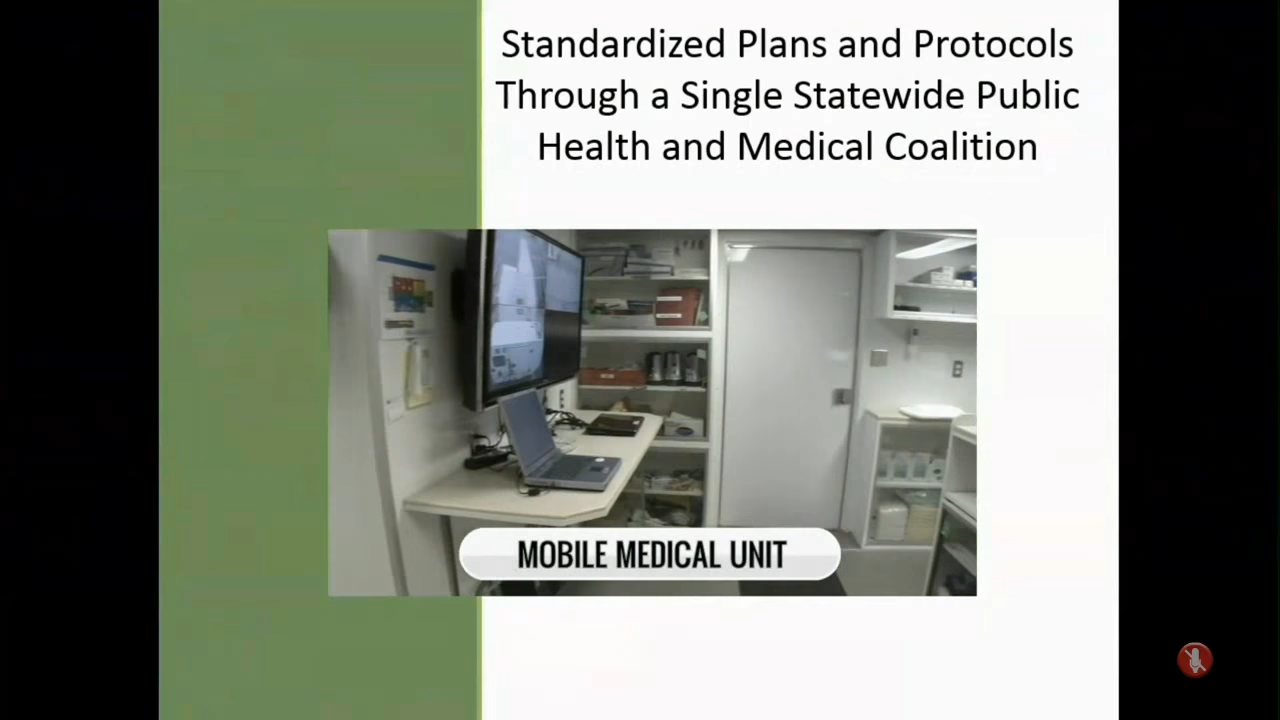 Standardized Plans and Protocols
Through a Single Statewide Public
Health and Medical Coalition
MOBILE MEDICAL UNIT